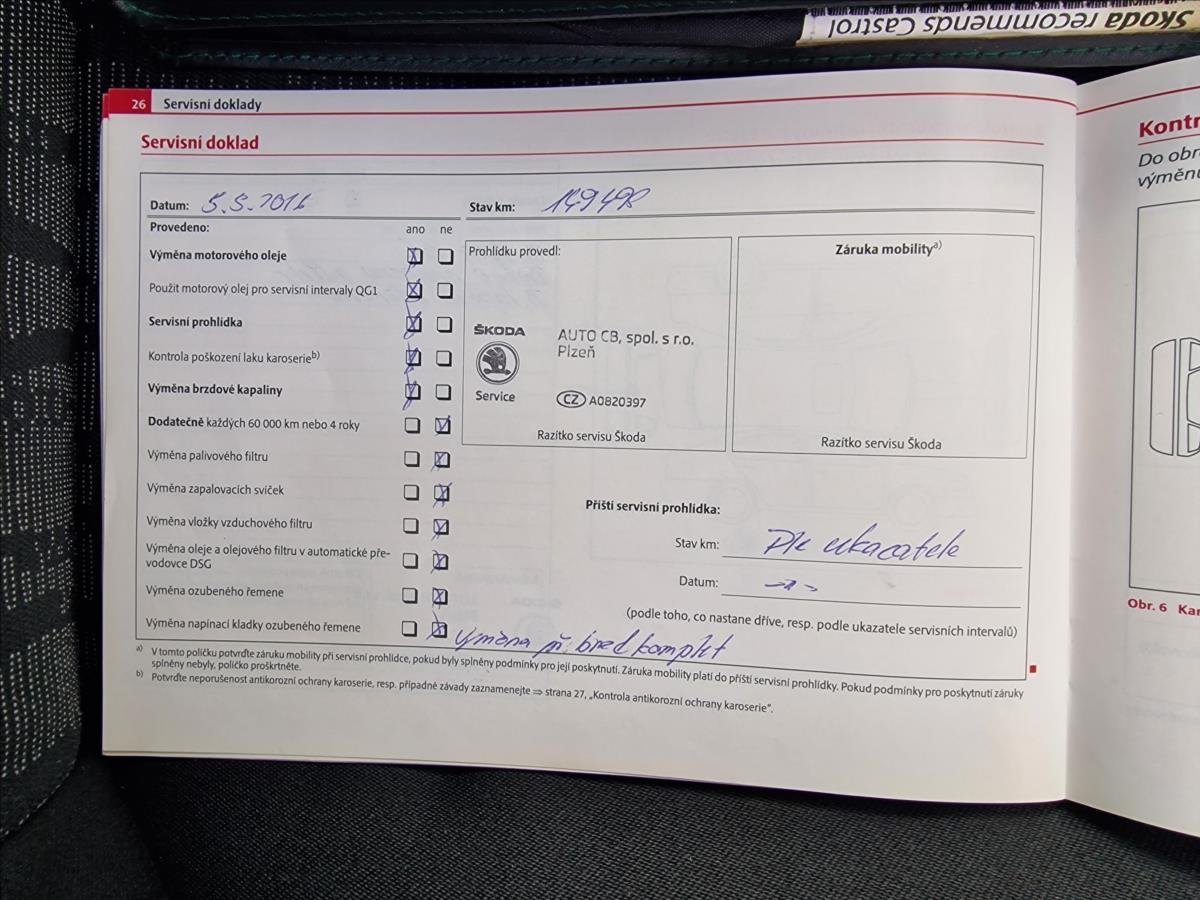 Škoda recommends Castrol
26 Servisní doklady
Servisní doklad
Datum: 5.5.2016 Stav km: 149498
Provedeno: ano ne
Prohlídku provedl:
Záruka mobility a)
Výměna motorového oleje
Použit motorový olej pro servisní intervaly QG1
Servisní prohlídka
Kontrola poškození laku karoserie b)
Výměna brzdové kapaliny
Dodatečně každých 60 000 km nebo 4 roky
Výměna palivového filtru
Výměna zapalovacích svíček
Výměna vložky vzduchového filtru
Výměna oleje a olejového filtru v automatické pře-
vodovce DSG
Výměna ozubeného řemene
Výměna napínací kladky ozubeného řemene
ŠKODA
Service
AUTO CB, spol. s r.o.
Plzeň
CZ A0820397
Razítko servisu Škoda
Razítko servisu Škoda
Příští servisní prohlídka:
Stav km: Dle ukazatele
Datum:
(podle toho, co nastane dříve, resp. podle ukazatele servisních intervalů)
Výměna při komplet
a) V tomto políčku potvrďte záruku mobility při servisní prohlídce, pokud byly splněny podmínky pro její poskytnutí. Záruka mobility platí do příští servisní prohlídky. Pokud podmínky pro poskytnutí záruky
splněny nebyly, políčko proškrtněte.
b) Potvrďte neporušenost antikorozní ochrany karoserie, resp. případné závady zaznamenejte ⇒ strana 27, „Kontrola antikorozní ochrany karoserie“.
Kontr
Do obr
výměnu
Obr. 6 Kar